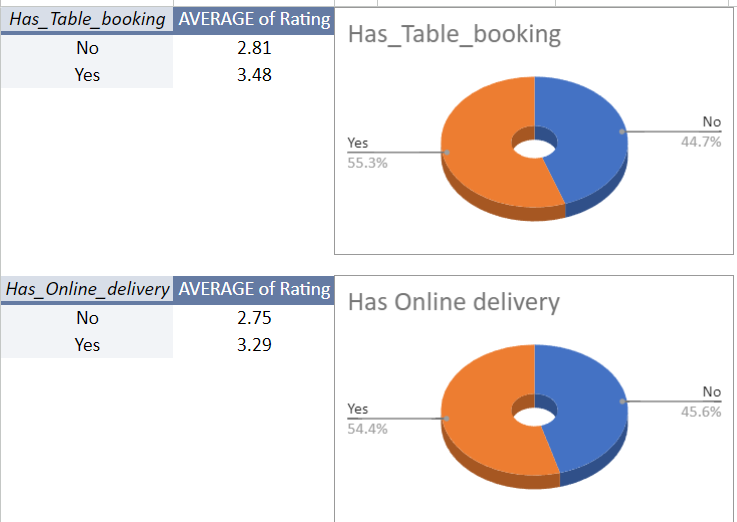 Has_Table_booking AVERAGE of Rating
No 2.81
Yes 3.48
Has_Table_booking
No
44.7%
Yes
55.3%
Has_Online_delivery AVERAGE of Rating
No 2.75
Yes 3.29
Has Online delivery
No
45.6%
Yes
54.4%